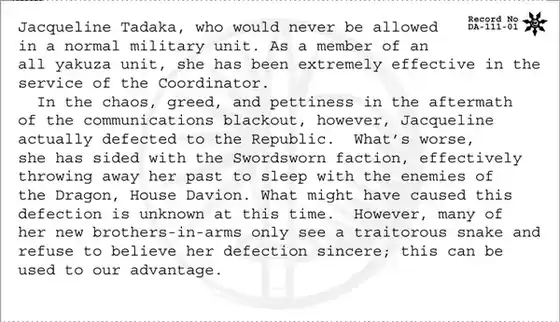 Record No
DA-111-01
Jacqueline Tadaka, who would never be allowed
in a normal military unit. As a member of an
all yakuza unit, she has been extremely effective in the
service of the Coordinator.
In the chaos, greed, and pettiness in the aftermath
of the communications blackout, however, Jacqueline
actually defected to the Republic. What's worse,
she has sided with the Swordsworn faction, effectively
throwing away her past to sleep with the enemies of
the Dragon, House Davion. What might have caused this
defection is unknown at this time. However, many of
her new brothers-in-arms only see a traitorous snake and
refuse to believe her defection sincere; this can be
used to our advantage.